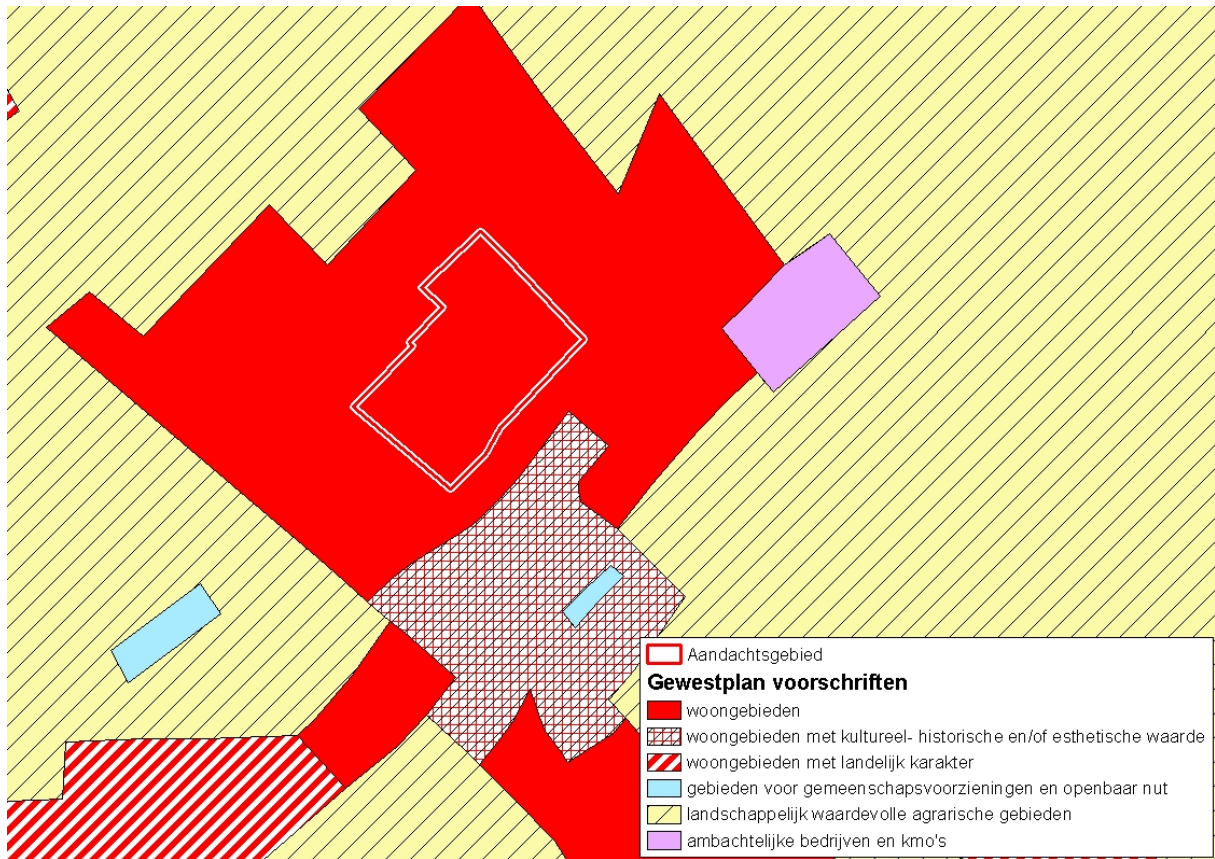 Aandachtsgebied
Gewestplan voorschriften
woongebieden
woongebieden met kultureel- historische en/of esthetische waarde
woongebieden met landelijk karakter
gebieden voor gemeenschapsvoorzieningen en openbaar nut
landschappelijk waardevolle agrarische gebieden
ambachtelijke bedrijven en kmo's